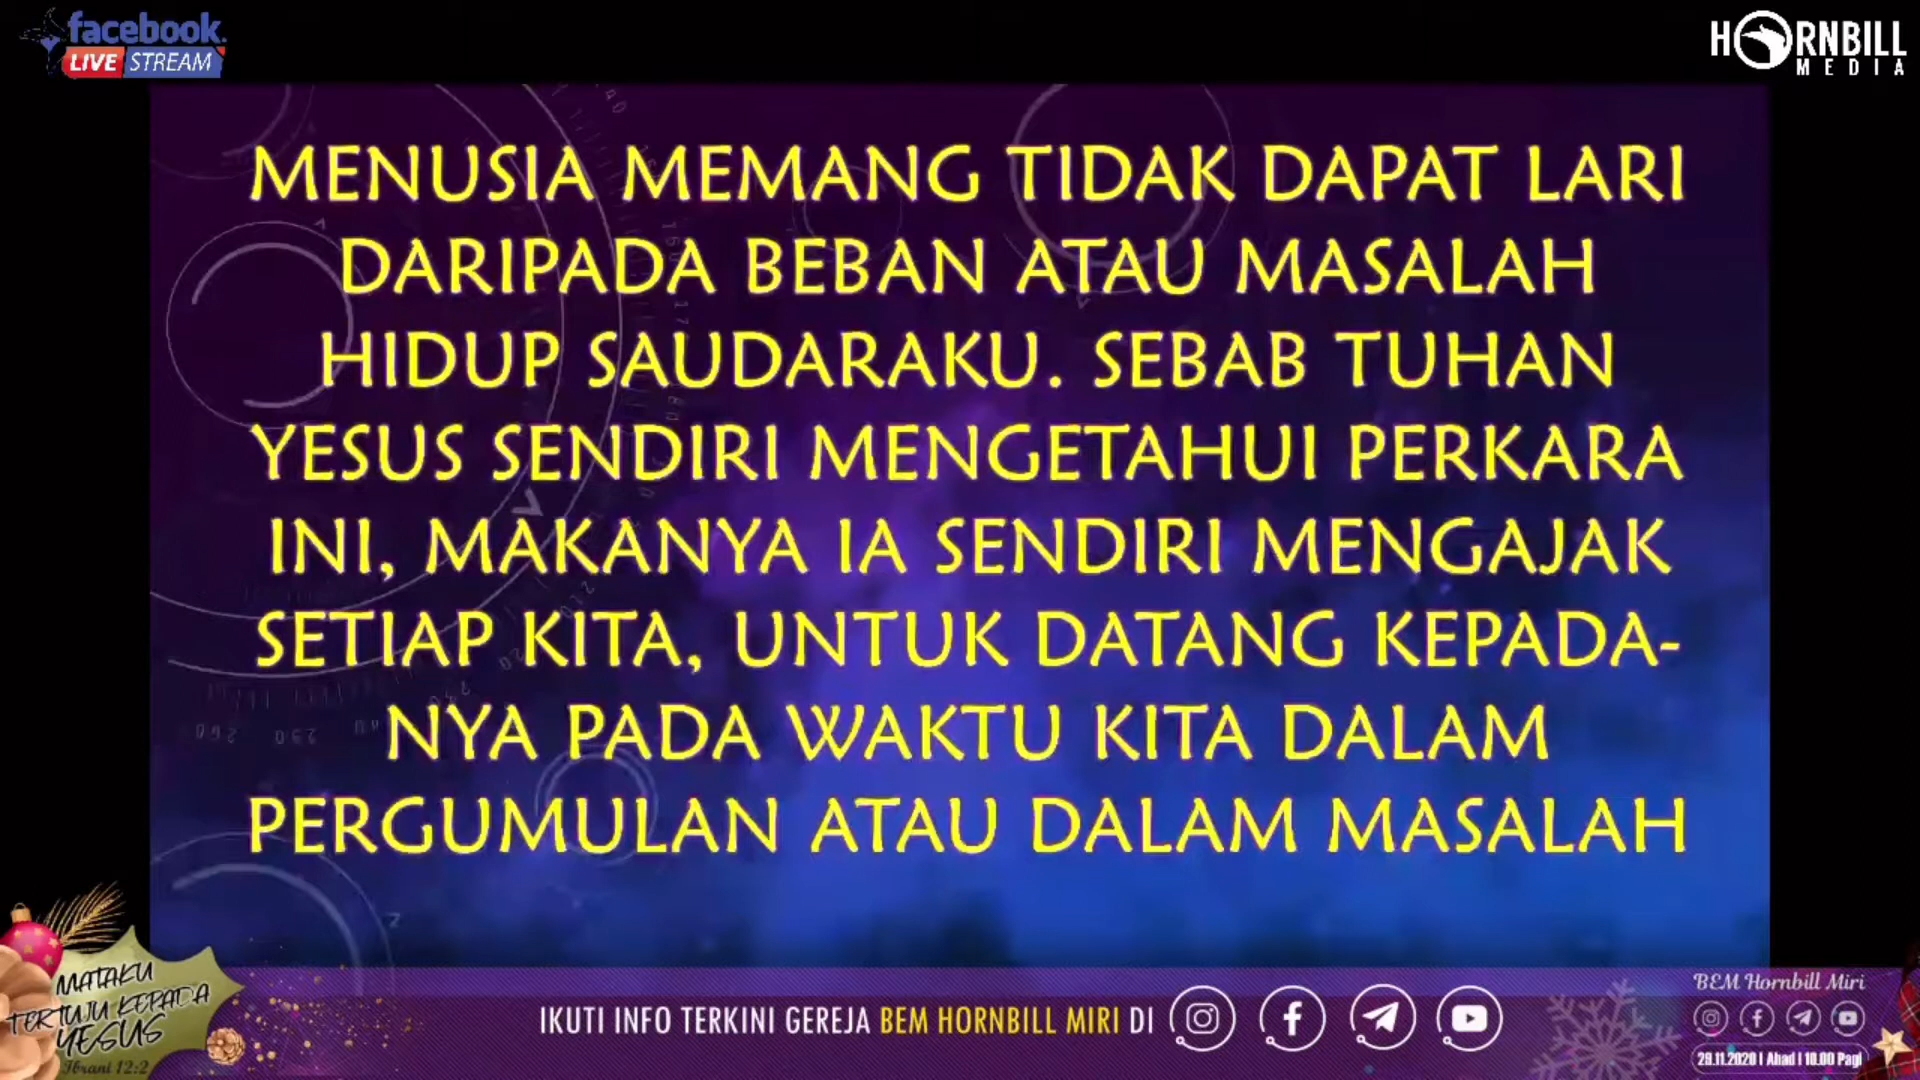 facebook.
LIVE STREAM
HORNBILL
MEDIA
MENUSIA MEMANG TIDAK DAPAT LARI
DARIPADA BEBAN ATAU MASALAH
HIDUP SAUDARAKU. SEBAB TUHAN
YESUS SENDIRI MENGETAHUI PERKARA
INI, MAKANYA IA SENDIRI MENGAJAK
SETIAP KITA, UNTUK DATANG KEPADA-
NYA PADA WAKTU KITA DALAM
PERGUMULAN ATAU DALAM MASALAH
MATAKU
TERTUJU KEPADA
YESUS
Ibrani 12:2
IKUTI INFO TERKINI GEREJA BEM HORNBILL MIRI DI
BEM Hornbill Miri
29.11.2020 | Ahad | 10.00 Pagi